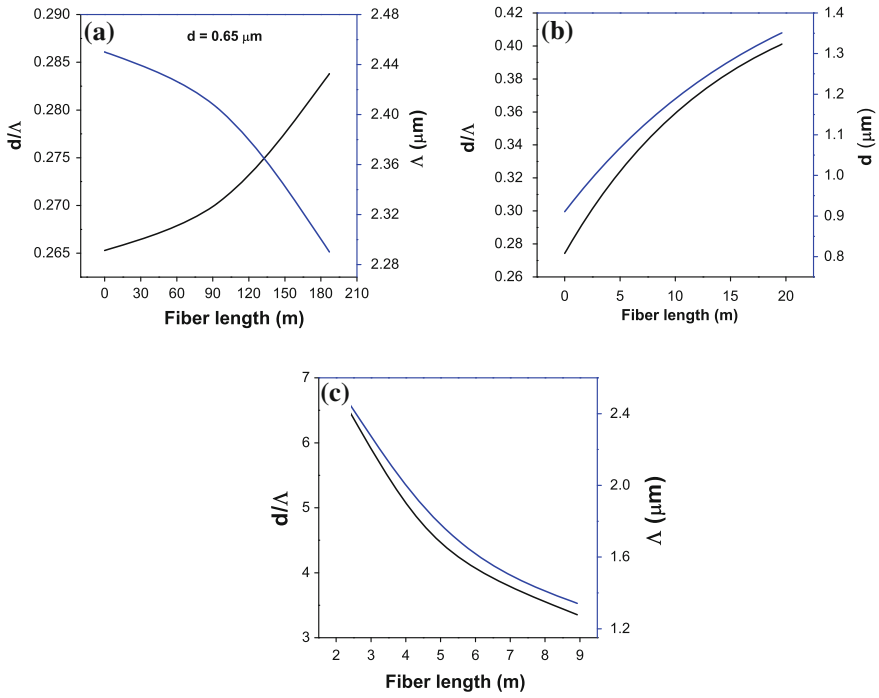 (a)
d = 0.65 μm
0.290
0.285
0.280
0.275
0.270
0.265
d/Λ
2.48
2.44
2.40
2.36
2.32
2.28
Λ (μm)
0 30 60 90 120 150 180 210
Fiber length (m)
(b)
0.42
0.40
0.38
0.36
0.34
0.32
0.30
0.28
0.26
d/Λ
1.4
1.3
1.2
1.1
1.0
0.9
0.8
d (μm)
0 5 10 15 20
Fiber length (m)
(c)
7
6
5
4
3
d/Λ
2.4
2.0
1.6
1.2
Λ (μm)
2 3 4 5 6 7 8 9
Fiber length (m)